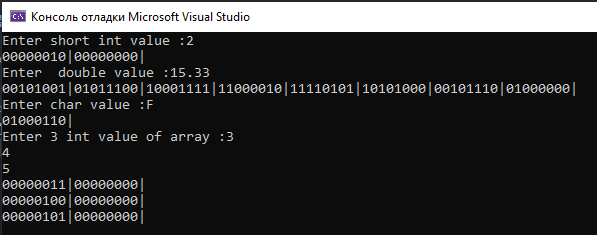 Консоль отладки Microsoft Visual Studio
Enter short int value :2
00000010|00000000|
Enter  double value :15.33
00101001|01011100|10001111|11000010|11110101|10101000|00101110|01000000|
Enter char value :F
01000110|
Enter 3 int value of array :3
4
5
00000011|00000000|
00000100|00000000|
00000101|00000000|